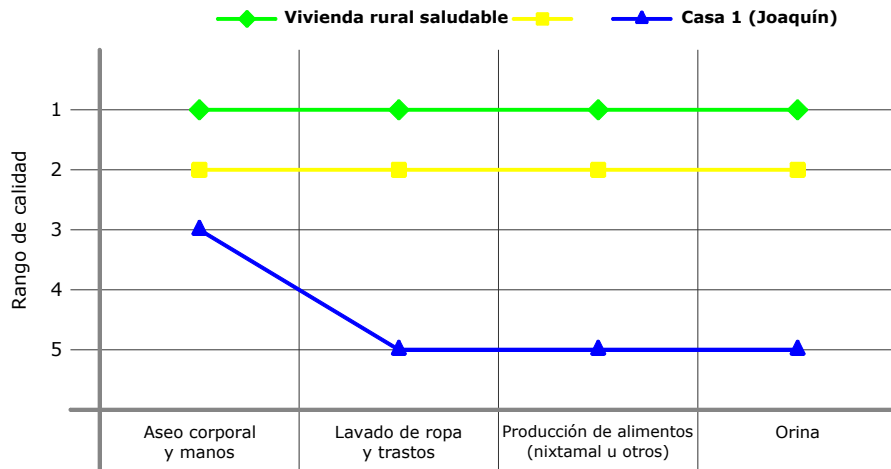 Vivienda rural saludable
Casa 1 (Joaquín)
Rango de calidad
1
2
3
4
5
Aseo corporal
y manos
Lavado de ropa
y trastos
Producción de alimentos
(nixtamal u otros)
Orina